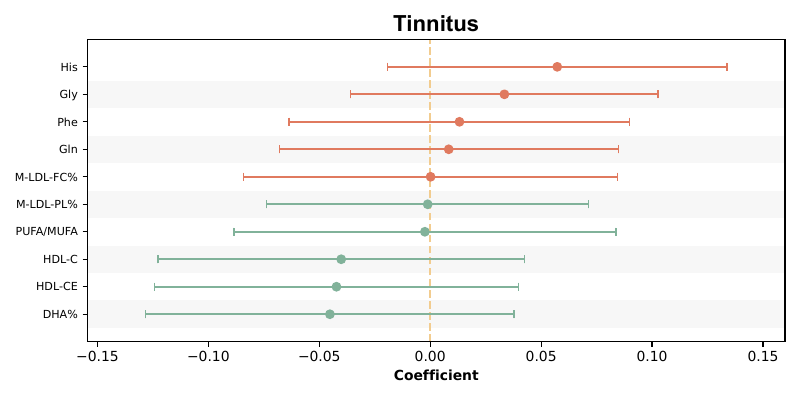 Tinnitus
His
Gly
Phe
Gln
M-LDL-FC%
M-LDL-PL%
PUFA/MUFA
HDL-C
HDL-CE
DHA%
−0.15 −0.10 −0.05 0.00 0.05 0.10 0.15
Coefficient